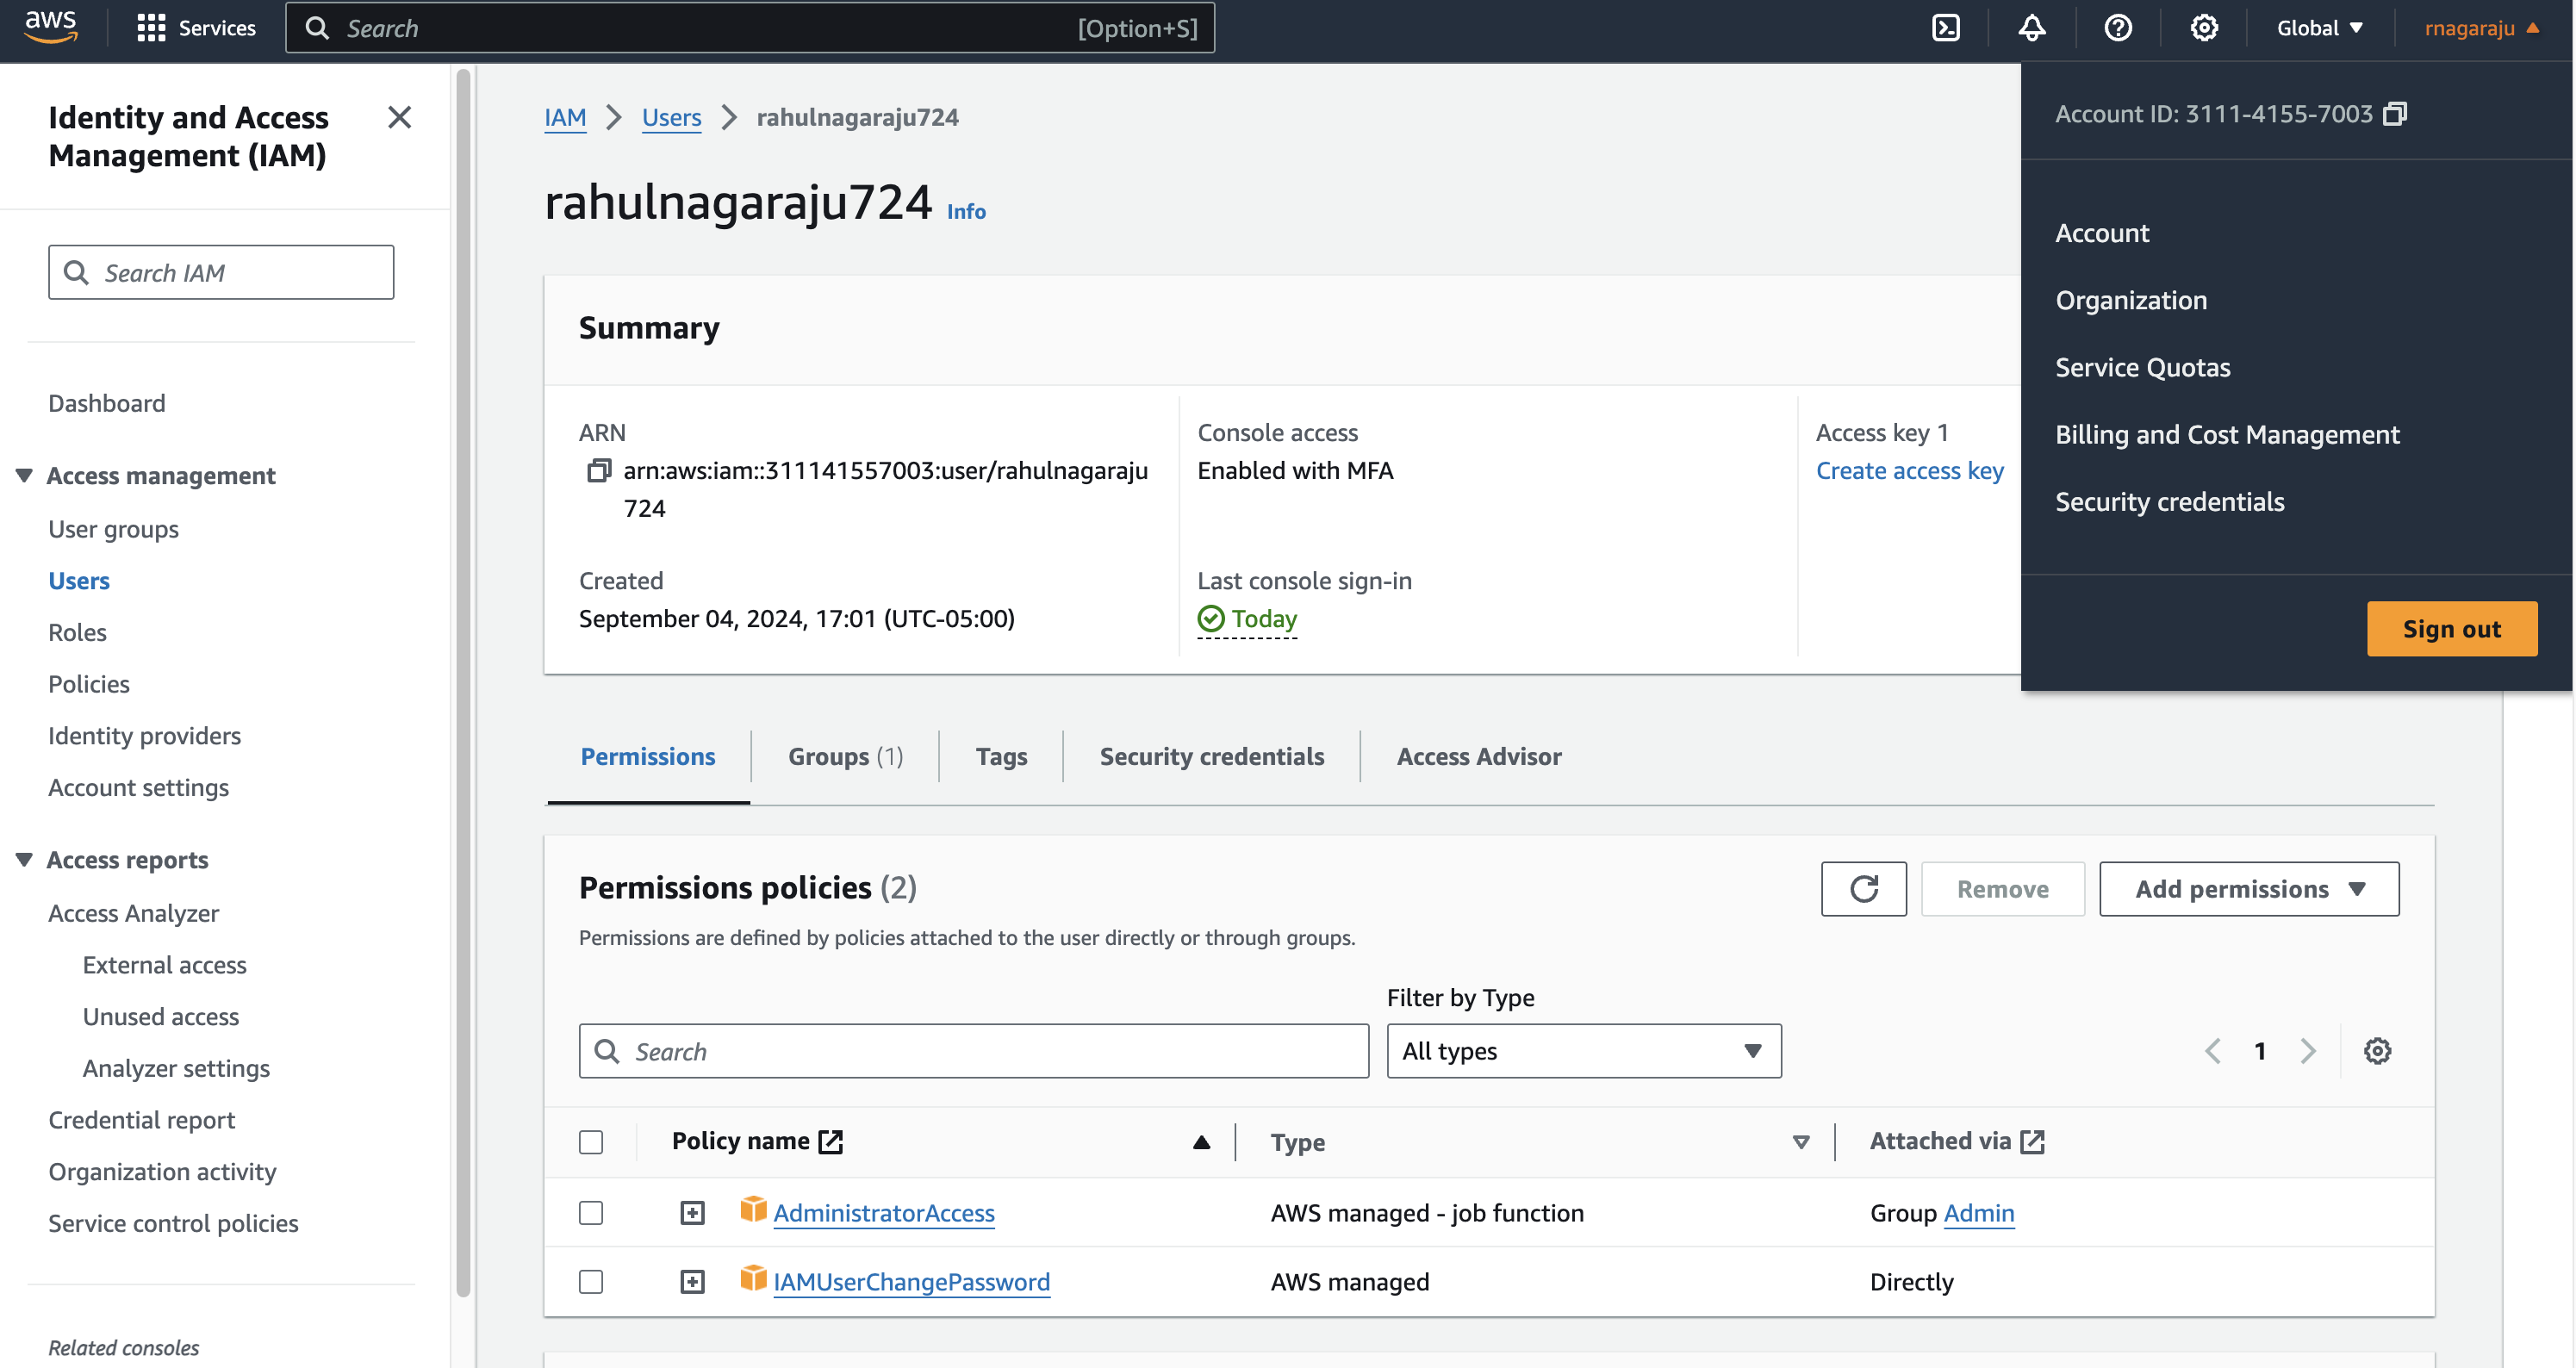 aws
Services
Search
[Option+S]
Global
rnagaraju
Identity and Access
Management (IAM)
Search IAM
Dashboard
Access management
User groups
Users
Roles
Policies
Identity providers
Account settings
Access reports
Access Analyzer
External access
Unused access
Analyzer settings
Credential report
Organization activity
Service control policies
Related consoles
IAM
Users
rahulnagaraju724
rahulnagaraju724 Info
Summary
ARN
arn:aws:iam::311141557003:user/rahulnagaraju
724
Created
September 04, 2024, 17:01 (UTC-05:00)
Console access
Enabled with MFA
Last console sign-in
Today
Access key 1
Create access key
Account ID: 3111-4155-7003
Account
Organization
Service Quotas
Billing and Cost Management
Security credentials
Sign out
Permissions
Groups (1)
Tags
Security credentials
Access Advisor
Permissions policies (2)
Permissions are defined by policies attached to the user directly or through groups.
Remove
Add permissions
Filter by Type
Search
All types
1
Policy name
Type
Attached via
AdministratorAccess
AWS managed - job function
Group Admin
IAMUserChangePassword
AWS managed
Directly